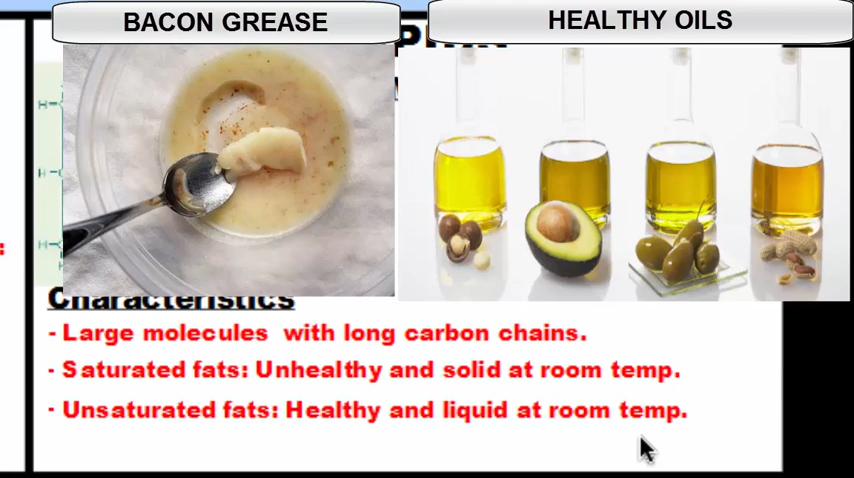 BACON GREASE
HEALTHY OILS
Characteristics
- Large molecules with long carbon chains.
- Saturated fats: Unhealthy and solid at room temp.
- Unsaturated fats: Healthy and liquid at room temp.